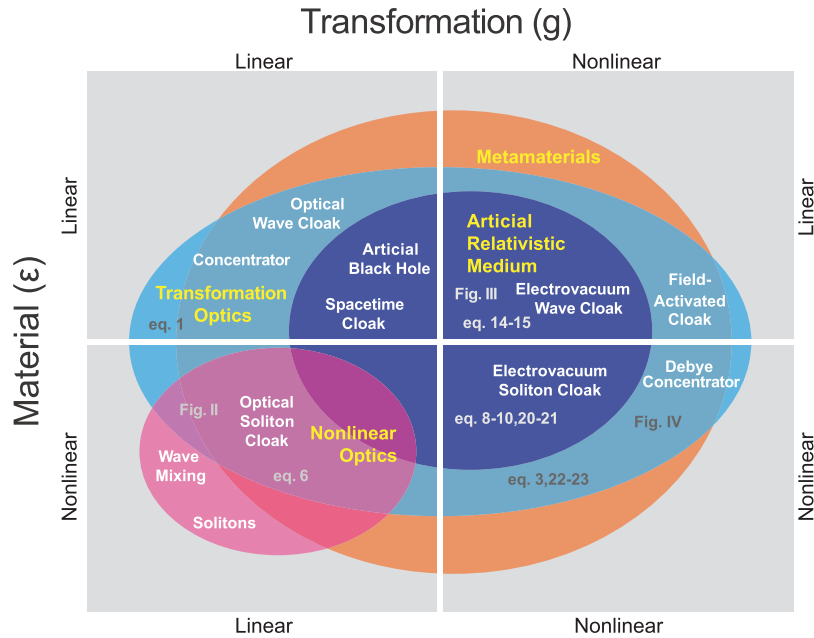 Transformation (g)
Linear
Nonlinear
Material (ε)
Linear
Nonlinear
Linear
Nonlinear
Metamaterials
Optical
Wave Cloak
Concentrator
Transformation
Optics
eq. 1
Articial
Black Hole
Spacetime
Cloak
Articial
Relativistic
Medium
Fig. III
Electrovacuum
Wave Cloak
eq. 14-15
Field-
Activated
Cloak
Fig. II
Optical
Soliton
Cloak
Nonlinear
Optics
Wave
Mixing
eq. 6
Solitons
Electrovacuum
Soliton Cloak
eq. 8-10,20-21
Debye
Concentrator
Fig. IV
eq. 3,22-23
Linear
Nonlinear